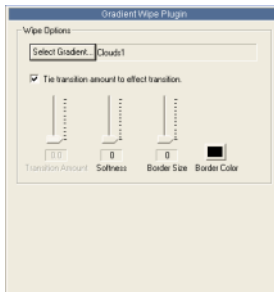 Gradient Wipe Plugin
Wipe Options
Select Gradient... Clouds1
Tie transition amount to effect transition.
0.0 0 0
Transition Amount Softness Border Size Border Color